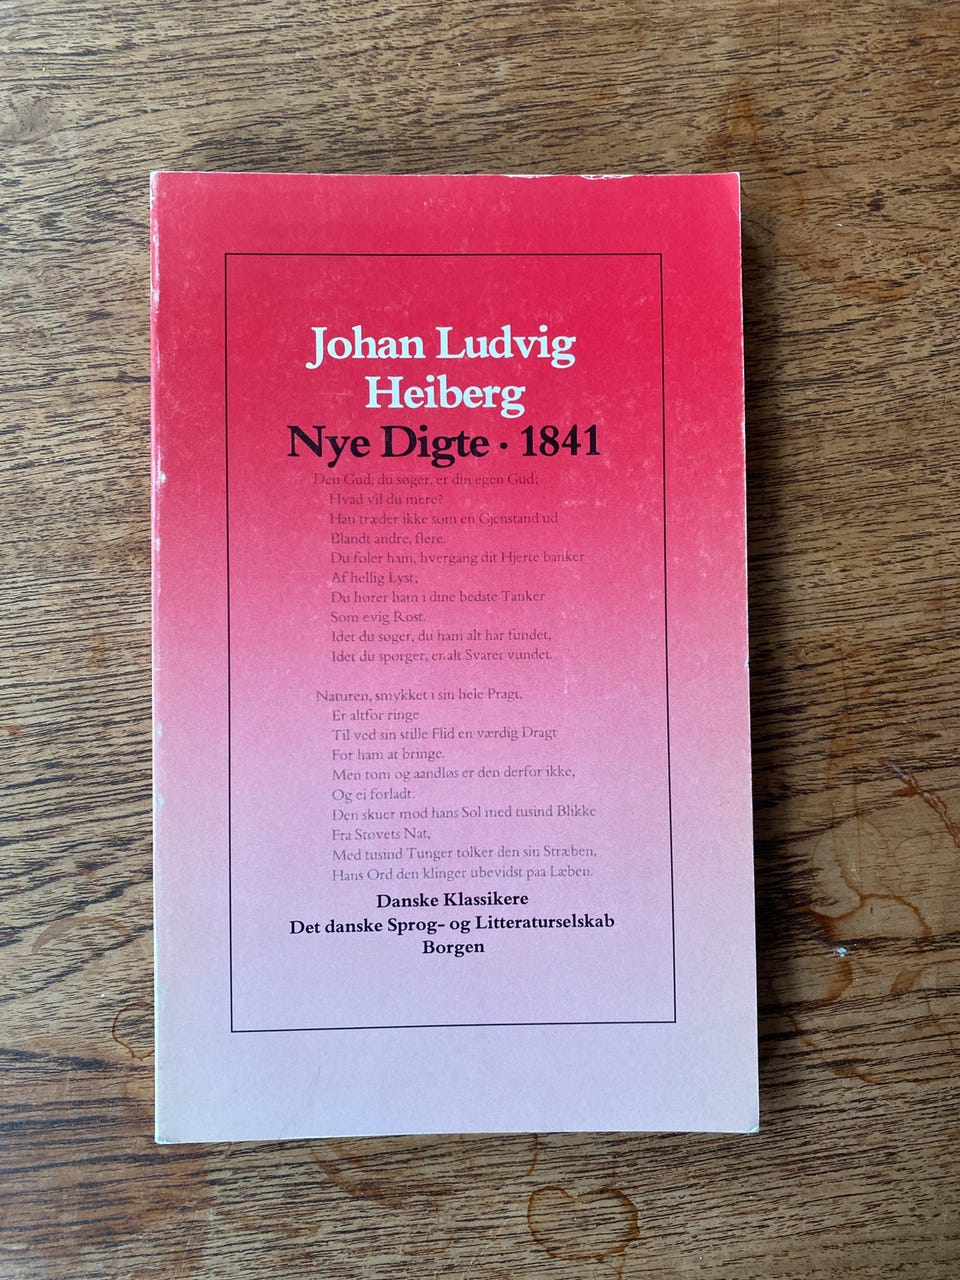 Johan Ludvig
Heiberg
Nye Digte · 1841
Den Gud, du søger, er din egen Gud;
Hvad vil du mere?
Han træder ikke som en Gjenstand ud
Blandt andre, flere.
Du føler ham, hvergang dit Hjerte banker
Af hellig Lyst;
Du hører ham i dine bedste Tanker
Som evig Røst.
Idet du søger, du ham alt har fundet,
Idet du spørger, er alt Svaret vundet.
Naturen, smykket i sin hele Pragt,
Er altfor ringe
Til ved sin stille Flid en værdig Dragt
For ham at bringe.
Men tom og aandløs er den derfor ikke,
Og ei forladt.
Den skuer mod hans Sol med tusind Blikke
Fra Støvets Nat,
Med tusind Tunger tolker den sin Stræben,
Hans Ord den klinger ubevidst paa Læben.
Danske Klassikere
Det danske Sprog- og Litteraturselskab
Borgen